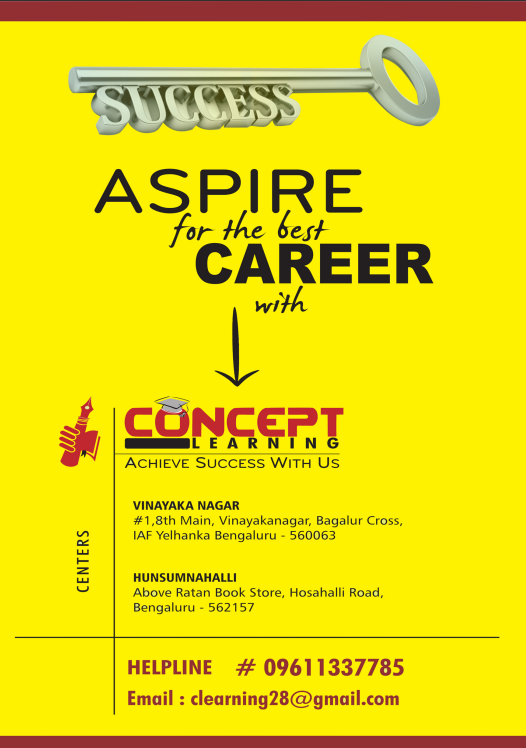 SUCCESS
ASPIRE
for the best
CAREER
with
CONCEPT
LEARNING
ACHIEVE SUCCESS WITH US
CENTERS
VINAYAKA NAGAR
#1,8th Main, Vinayakanagar, Bagalur Cross,
IAF Yelhanka Bengaluru - 560063
HUNSUMNAHALLI
Above Ratan Book Store, Hosahalli Road,
Bengaluru - 562157
HELPLINE # 09611337785
Email : clearning28@gmail.com